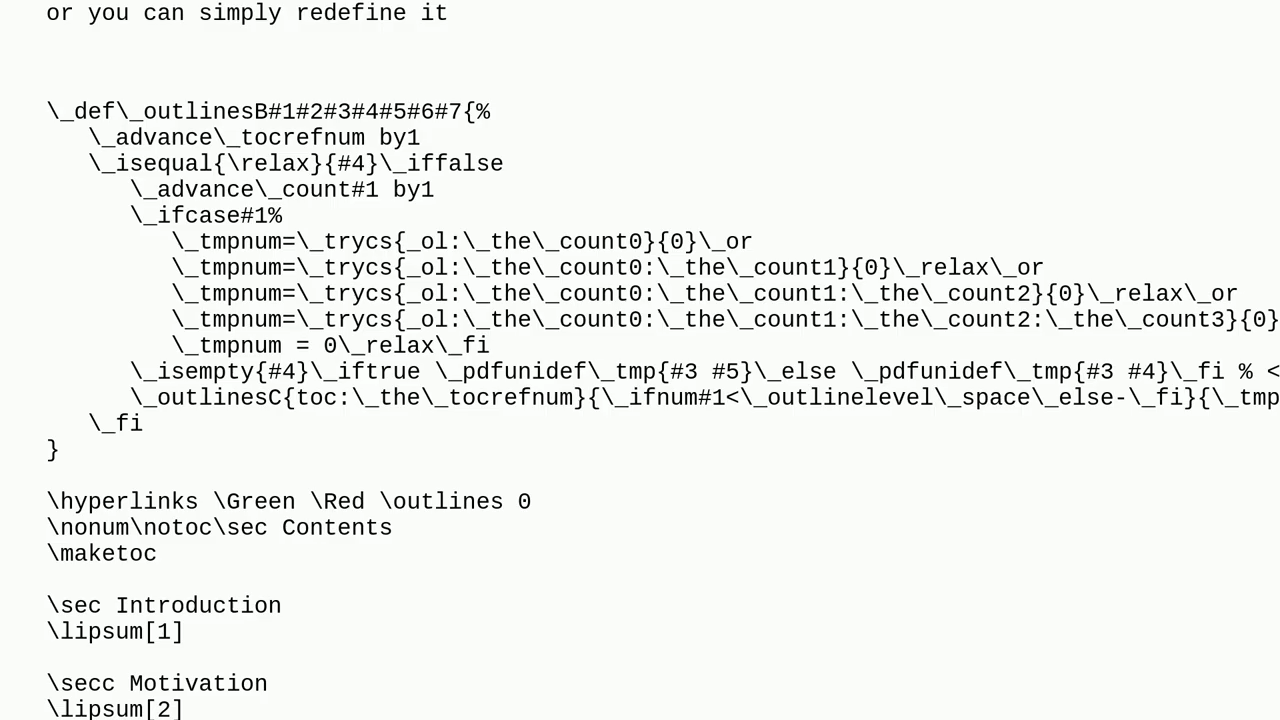 or you can simply redefine it
\_def\_outlinesB#1#2#3#4#5#6#7{%
\_advance\_tocrefnum by1
\_isequal{\relax}{#4}\_iffalse
\_advance\_count#1 by1
\_ifcase#1%
\_tmpnum=\_trycs{_ol:\_the\_count0}{0}\_or
\_tmpnum=\_trycs{_ol:\_the\_count0:\_the\_count1}{0}\_relax\_or
\_tmpnum=\_trycs{_ol:\_the\_count0:\_the\_count1:\_the\_count2}{0}\_relax\_or
\_tmpnum=\_trycs{_ol:\_the\_count0:\_the\_count1:\_the\_count2:\_the\_count3}{0}
\_tmpnum = 0\_relax\_fi
\_isempty{#4}\_iftrue \_pdfunidef\_tmp{#3 #5}\_else \_pdfunidef\_tmp{#3 #4}\_fi % <
\_outlinesC{toc:\_the\_tocrefnum}{\_ifnum#1<\_outlinelevel\_space\_else-\_fi}{\_tmp
\_fi
}
\hyperlinks \Green \Red \outlines 0
\nonum\notoc\sec Contents
\maketoc
\sec Introduction
\lipsum[1]
\secc Motivation
\lipsum[2]